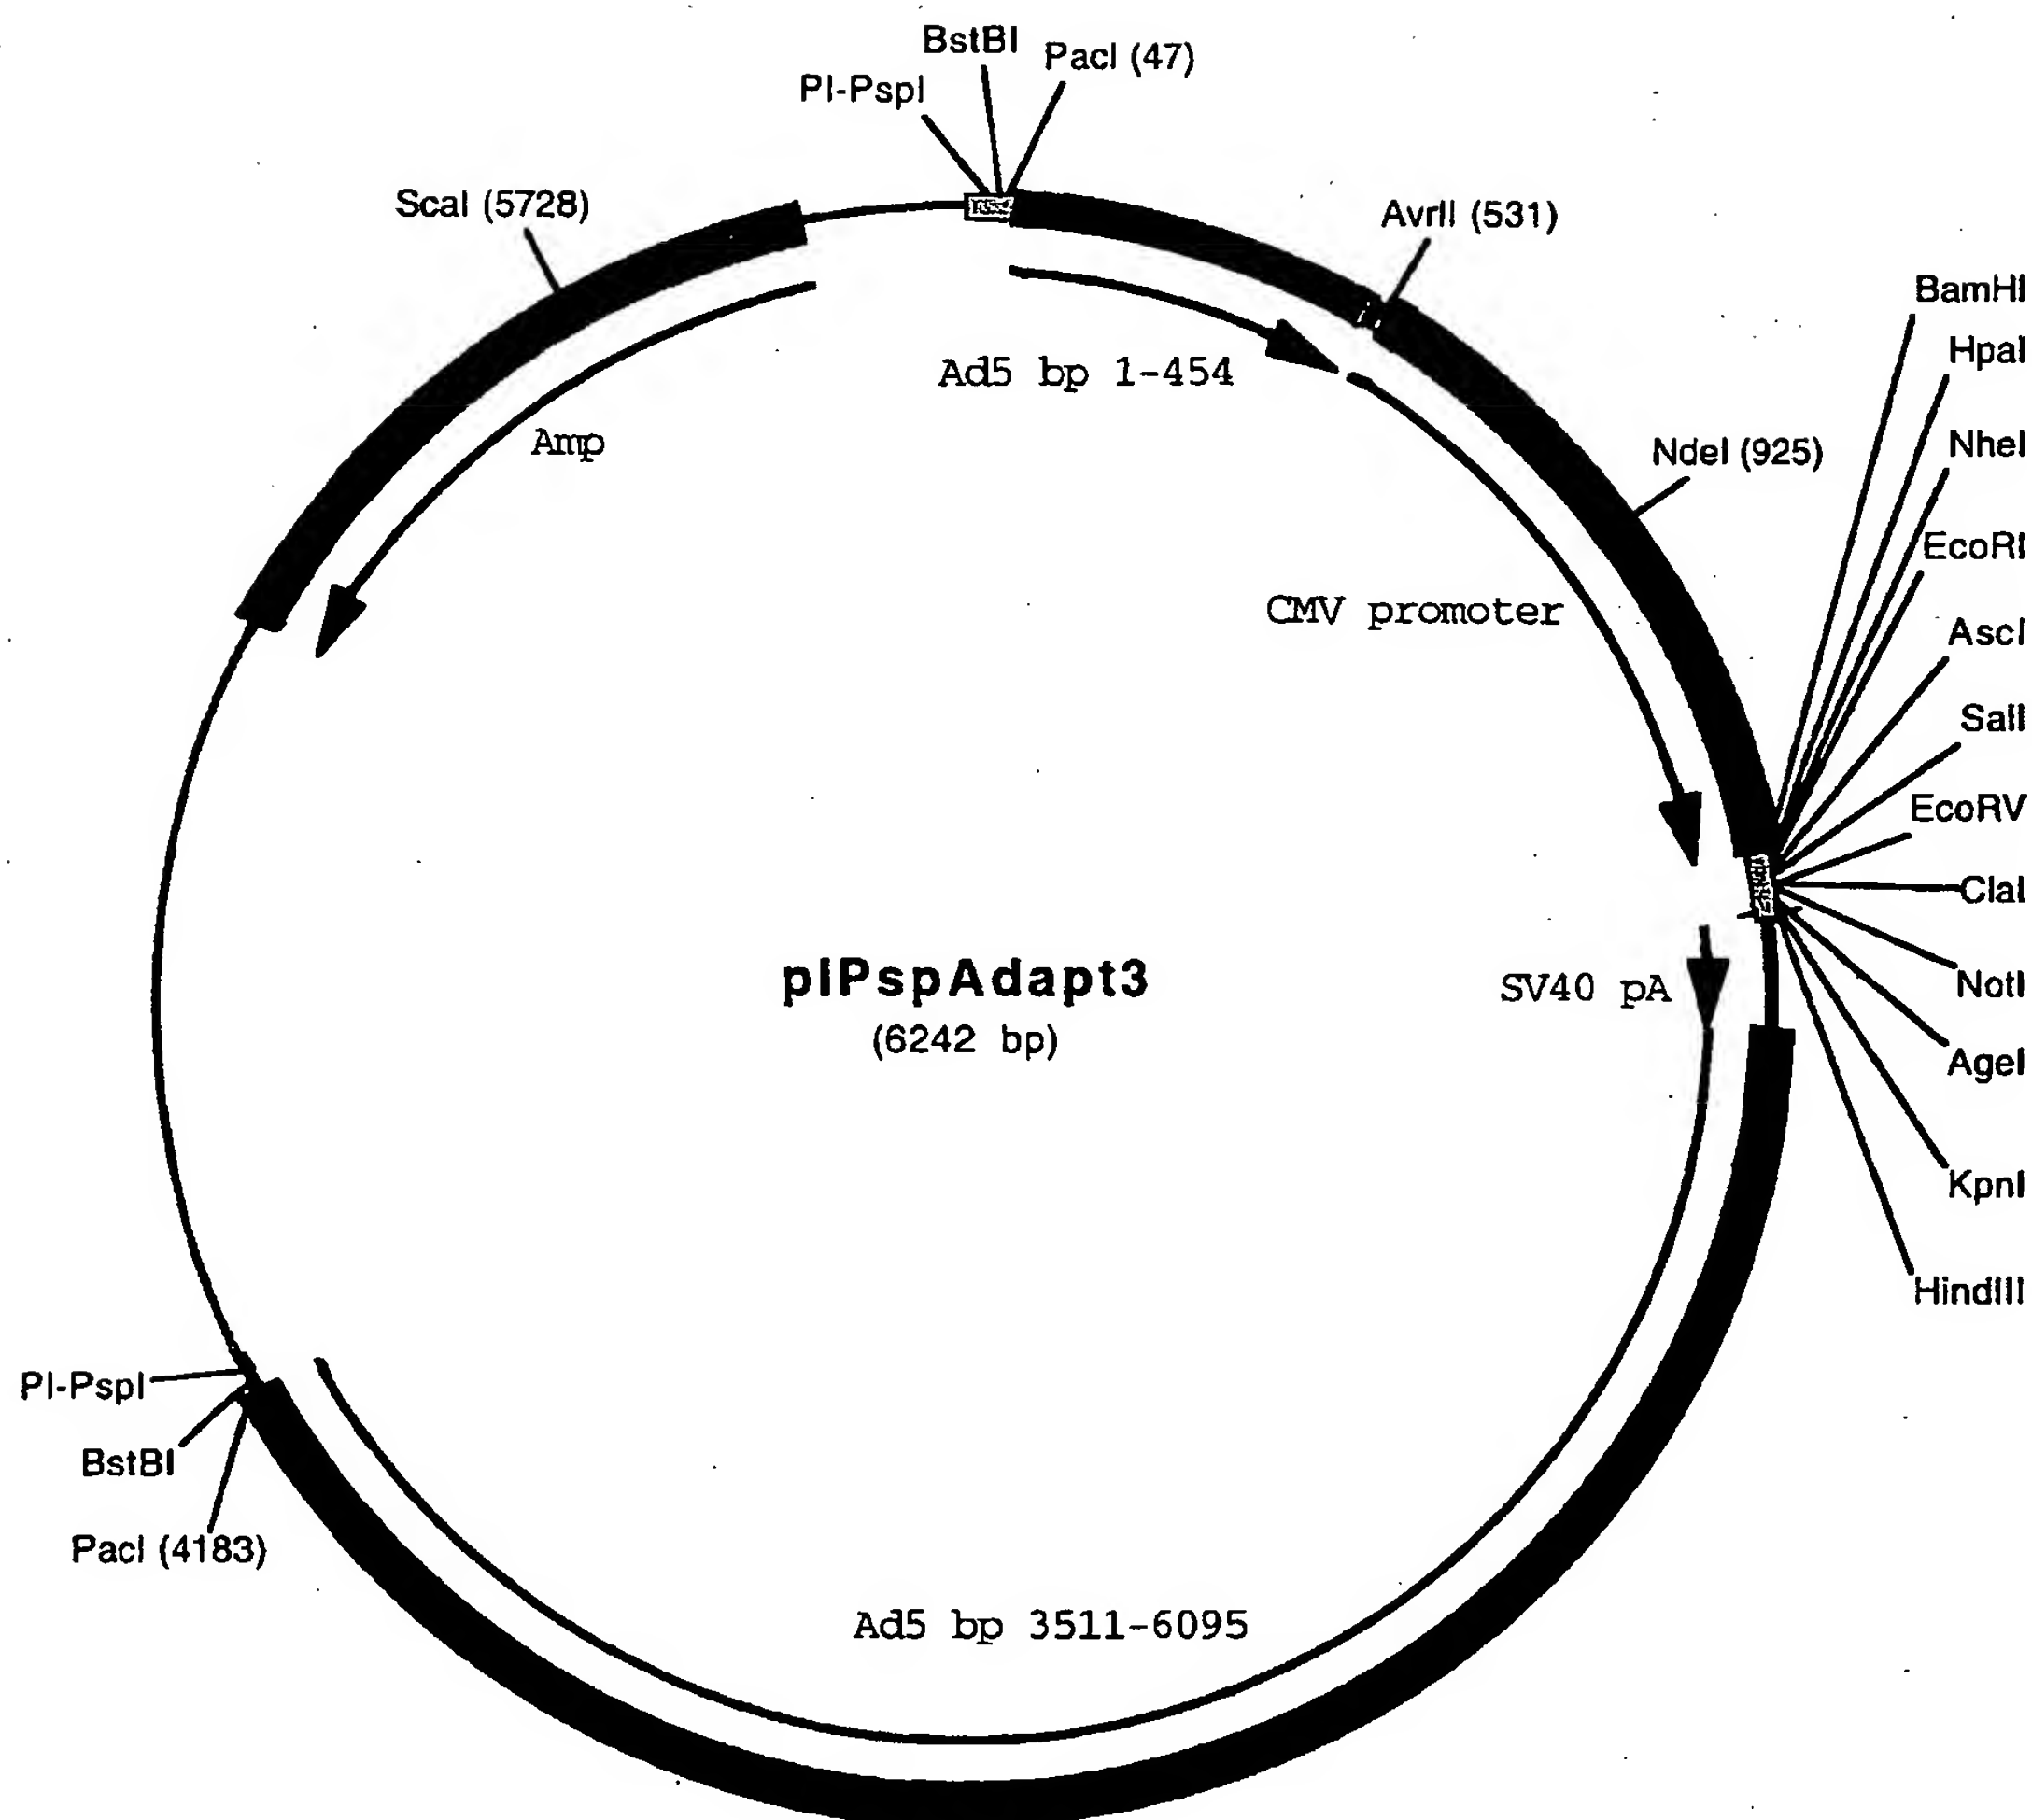 BstBI
PacI (47)
PI-PspI
ScaI (5728)
AvrII (531)
BamHI
HpaI
Ad5 bp 1-454
Amp
NheI
NdeI (925)
EcoRI
CMV promoter
AscI
SalI
EcoRV
ClaI
pIPspAdapt3
(6242 bp)
SV40 pA
NotI
AgeI
KpnI
HindIII
PI-PspI
BstBI
PacI (4183)
Ad5 bp 3511-6095